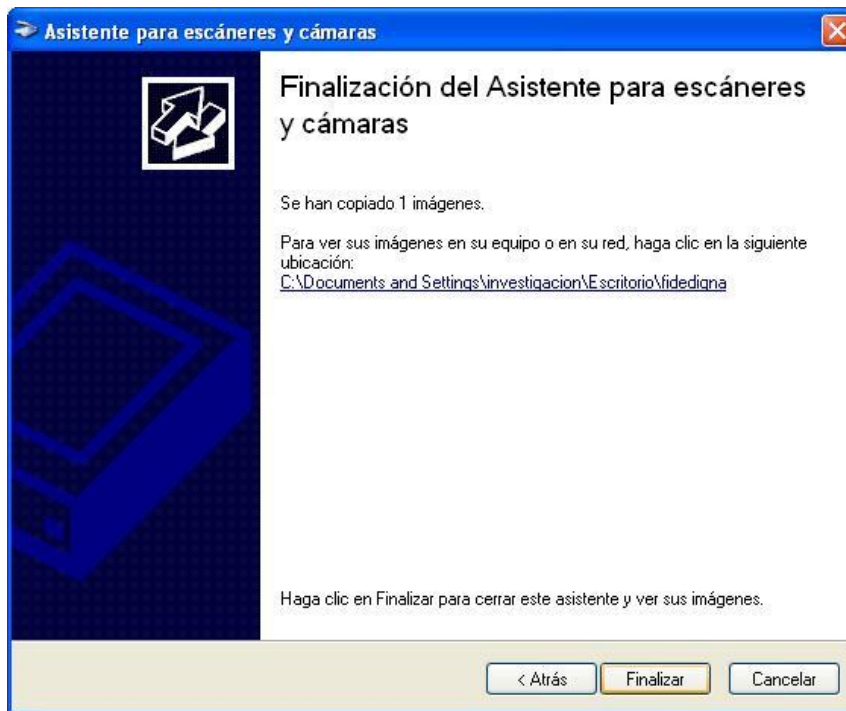 Asistente para escáneres y cámaras
Finalización del Asistente para escáneres
y cámaras
Se han copiado 1 imágenes.
Para ver sus imágenes en su equipo o en su red, haga clic en la siguiente
ubicación:
C:\Documents and Settings\investigacion\Escritorio\fidedigna
Haga clic en Finalizar para cerrar este asistente y ver sus imágenes.
< Atrás
Finalizar
Cancelar